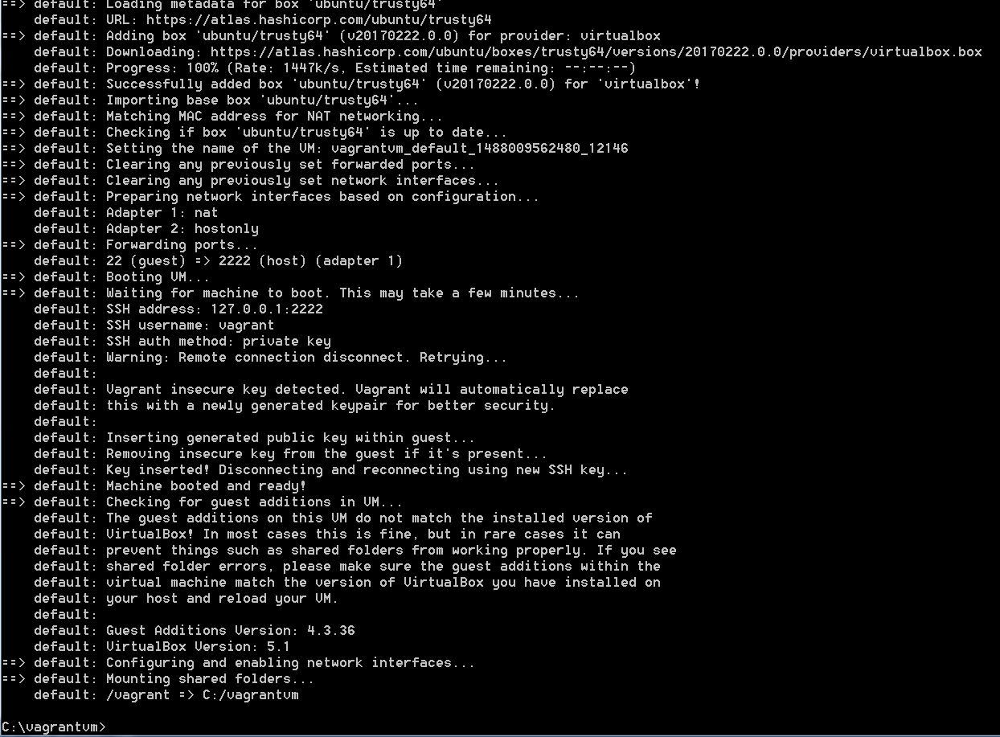 ==> default: Loading metadata for box 'ubuntu/trusty64'
    default: URL: https://atlas.hashicorp.com/ubuntu/trusty64
==> default: Adding box 'ubuntu/trusty64' (v20170222.0.0) for provider: virtualbox
    default: Downloading: https://atlas.hashicorp.com/ubuntu/boxes/trusty64/versions/20170222.0.0/providers/virtualbox.box
    default: Progress: 100% (Rate: 1447k/s, Estimated time remaining: --:--:--)
==> default: Successfully added box 'ubuntu/trusty64' (v20170222.0.0) for 'virtualbox'!
==> default: Importing base box 'ubuntu/trusty64'...
==> default: Matching MAC address for NAT networking...
==> default: Checking if box 'ubuntu/trusty64' is up to date...
==> default: Setting the name of the VM: vagrantvm_default_1488009562480_12146
==> default: Clearing any previously set forwarded ports...
==> default: Clearing any previously set network interfaces...
==> default: Preparing network interfaces based on configuration...
    default: Adapter 1: nat
    default: Adapter 2: hostonly
==> default: Forwarding ports...
    default: 22 (guest) => 2222 (host) (adapter 1)
==> default: Booting VM...
==> default: Waiting for machine to boot. This may take a few minutes...
    default: SSH address: 127.0.0.1:2222
    default: SSH username: vagrant
    default: SSH auth method: private key
    default: Warning: Remote connection disconnect. Retrying...
    default:
    default: Vagrant insecure key detected. Vagrant will automatically replace
    default: this with a newly generated keypair for better security.
    default:
    default: Inserting generated public key within guest...
    default: Removing insecure key from the guest if it's present...
    default: Key inserted! Disconnecting and reconnecting using new SSH key...
==> default: Machine booted and ready!
==> default: Checking for guest additions in VM...
    default: The guest additions on this VM do not match the installed version of
    default: VirtualBox! In most cases this is fine, but in rare cases it can
    default: prevent things such as shared folders from working properly. If you see
    default: shared folder errors, please make sure the guest additions within the
    default: virtual machine match the version of VirtualBox you have installed on
    default: your host and reload your VM.
    default:
    default: Guest Additions Version: 4.3.36
    default: VirtualBox Version: 5.1
==> default: Configuring and enabling network interfaces...
==> default: Mounting shared folders...
    default: /vagrant => C:/vagrantvm
C:\vagrantvm>